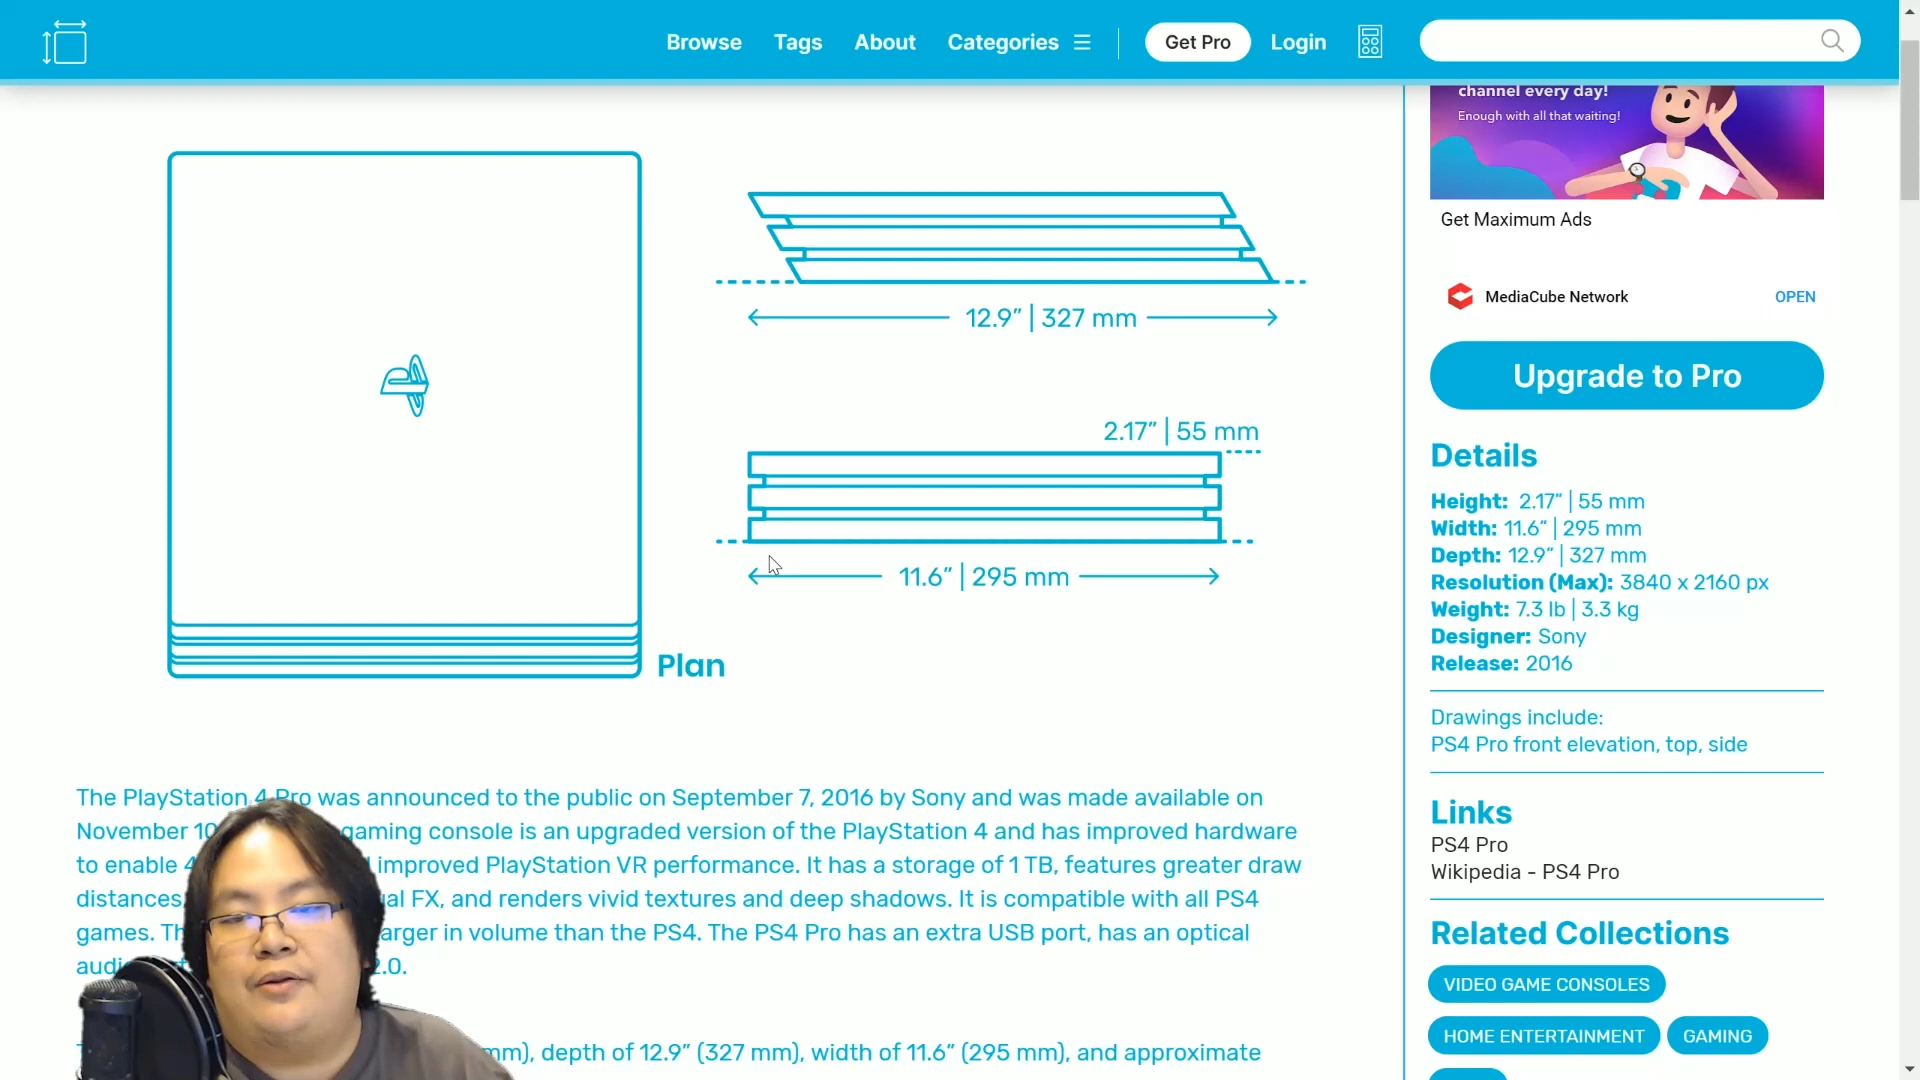 Browse Tags About Categories Get Pro Login
channel every day!
Enough with all that waiting!
Get Maximum Ads
MediaCube Network OPEN
Upgrade to Pro
12.9” | 327 mm
2.17” | 55 mm
11.6” | 295 mm
Plan
Details
Height: 2.17” | 55 mm
Width: 11.6” | 295 mm
Depth: 12.9” | 327 mm
Resolution (Max): 3840 x 2160 px
Weight: 7.3 lb | 3.3 kg
Designer: Sony
Release: 2016
Drawings include:
PS4 Pro front elevation, top, side
Links
PS4 Pro
Wikipedia - PS4 Pro
Related Collections
VIDEO GAME CONSOLES
HOME ENTERTAINMENT GAMING
The PlayStation 4 Pro was announced to the public on September 7, 2016 by Sony and was made available on
November 10 gaming console is an upgraded version of the PlayStation 4 and has improved hardware
to enable 4 improved PlayStation VR performance. It has a storage of 1 TB, features greater draw
distances, FX, and renders vivid textures and deep shadows. It is compatible with all PS4
games. in volume than the PS4. The PS4 Pro has an extra USB port, has an optical
2.0.
mm), depth of 12.9” (327 mm), width of 11.6” (295 mm), and approximate